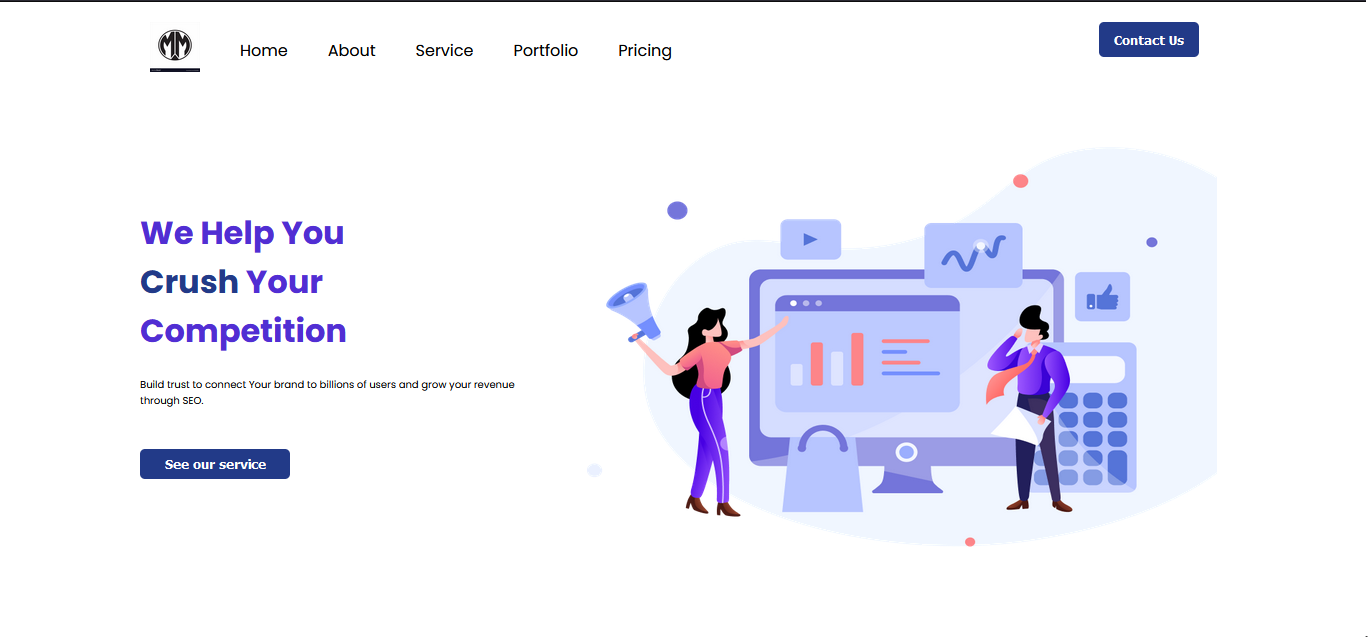 MM
Home About Service Portfolio Pricing
Contact Us
We Help You
Crush Your
Competition
Build trust to connect Your brand to billions of users and grow your revenue
through SEO.
See our service